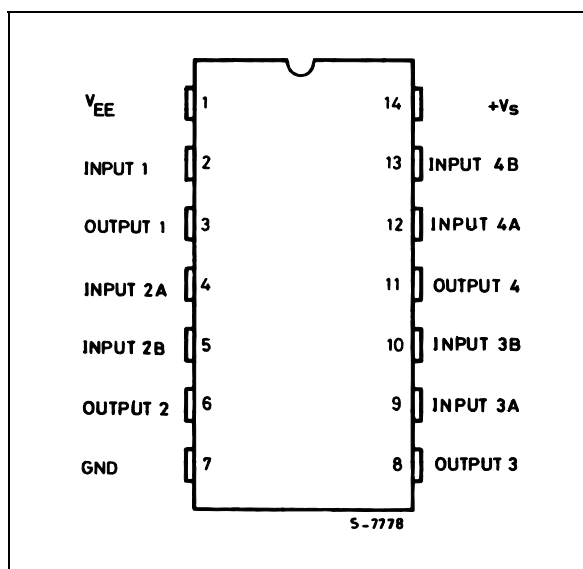 VEE 1 14 +Vs
INPUT 1 2 13 INPUT 4B
OUTPUT 1 3 12 INPUT 4A
INPUT 2A 4 11 OUTPUT 4
INPUT 2B 5 10 INPUT 3B
OUTPUT 2 6 9 INPUT 3A
GND 7 8 OUTPUT 3
S-7778